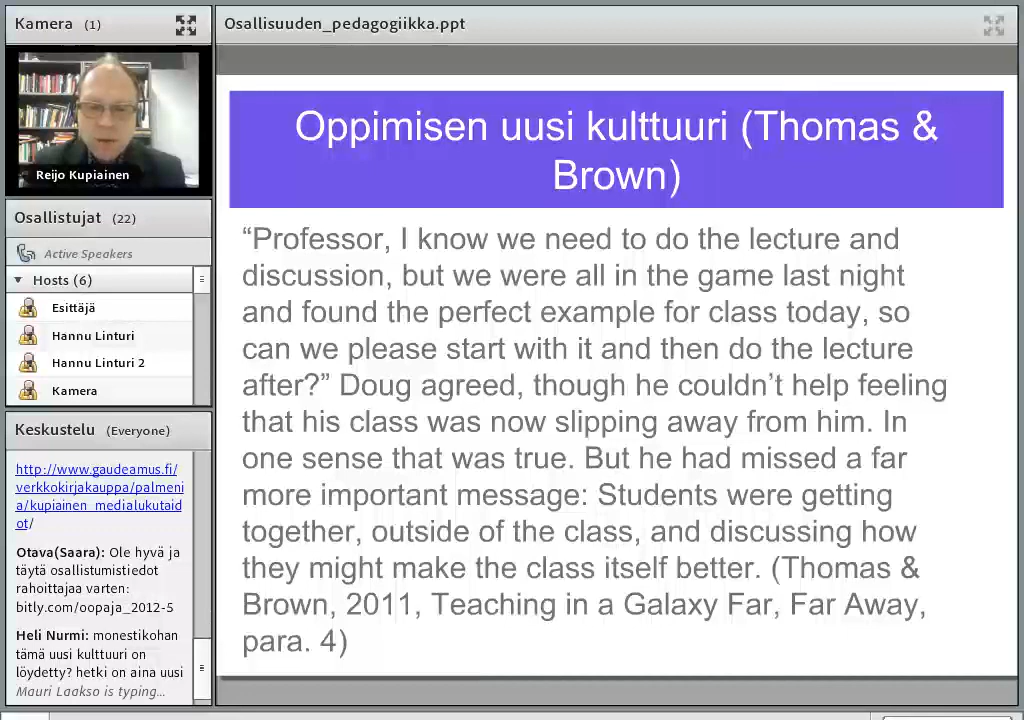 Kamera (1)
Reijo Kupiainen
Osallistujat (22)
Active Speakers
Hosts (6)
Esittäjä
Hannu Linturi
Hannu Linturi 2
Kamera
Keskustelu (Everyone)
http://www.gaudeamus.fi/
verkkokirjakauppa/palmeni
a/kupiainen_medialukutaid
ot/
Otava(Saara): Ole hyvä ja
täytä osallistumistiedot
rahoittajaa varten:
bitly.com/oopaja_2012-5
Heli Nurmi: monestikohan
tämä uusi kulttuuri on
löydetty? hetki on aina uusi
Mauri Laakso is typing...
Osallisuuden_pedagogiikka.ppt
Oppimisen uusi kulttuuri (Thomas &
Brown)
“Professor, I know we need to do the lecture and
discussion, but we were all in the game last night
and found the perfect example for class today, so
can we please start with it and then do the lecture
after?” Doug agreed, though he couldn’t help feeling
that his class was now slipping away from him. In
one sense that was true. But he had missed a far
more important message: Students were getting
together, outside of the class, and discussing how
they might make the class itself better. (Thomas &
Brown, 2011, Teaching in a Galaxy Far, Far Away,
para. 4)